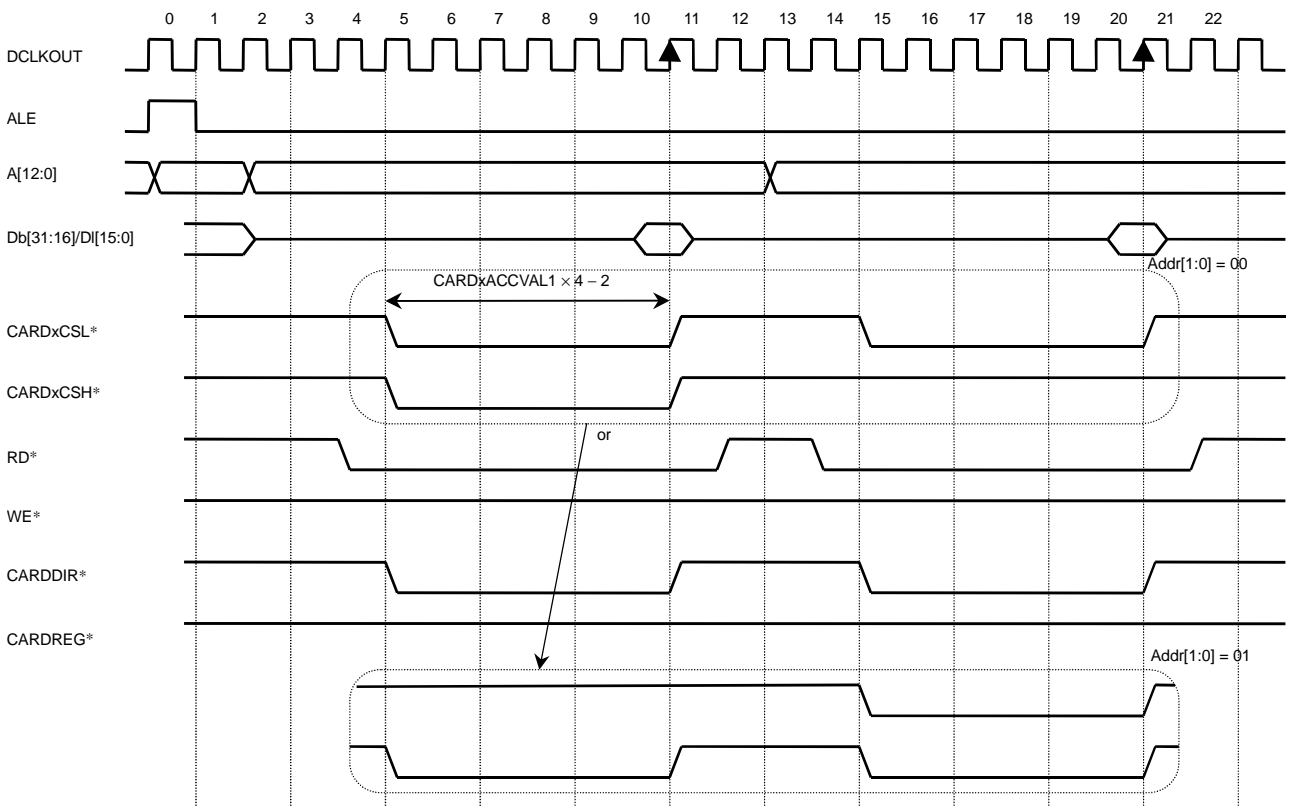 0 1 2 3 4 5 6 7 8 9 10 11 12 13 14 15 16 17 18 19 20 21 22
DCLKOUT
ALE
A[12:0]
Db[31:16]/Dl[15:0]
Addr[1:0] = 00
CARDxACCVAL1 × 4 − 2
CARDxCSL*
CARDxCSH*
or
RD*
WE*
CARDDIR*
CARDREG*
Addr[1:0] = 01